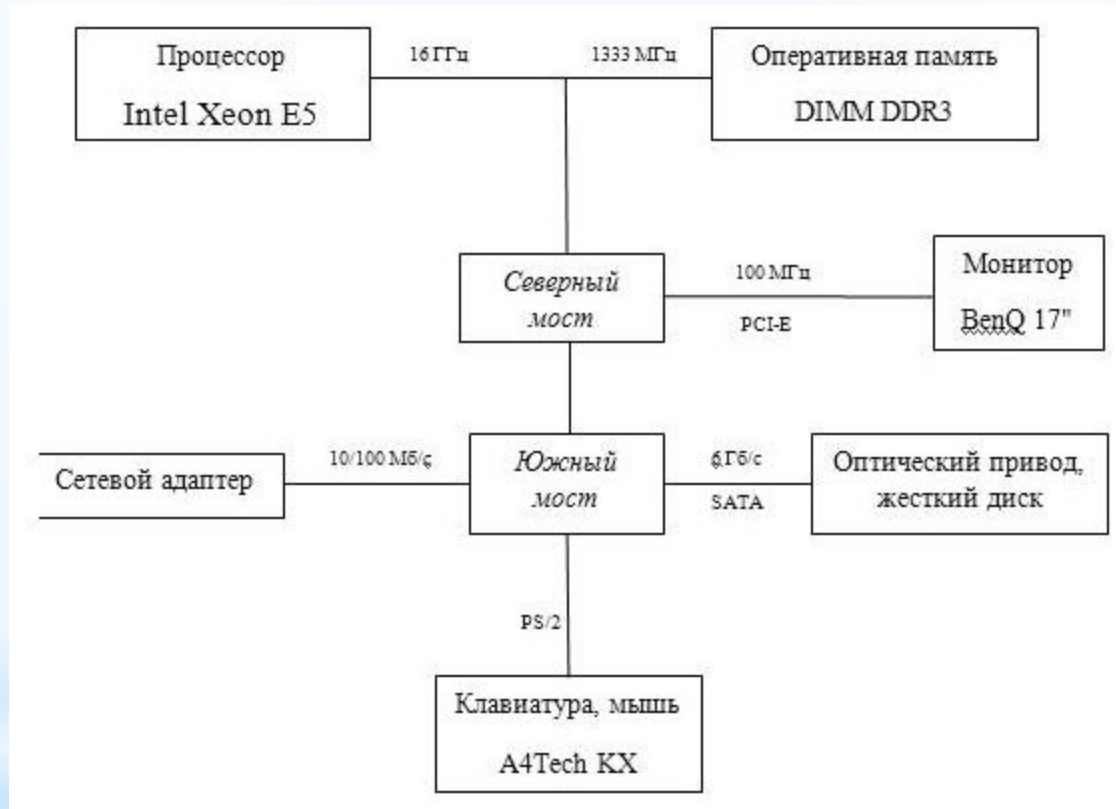 Процессор
Intel Xeon E5
16 ГГц
1333 МГц
Оперативная память
DIMM DDR3
Северный
мост
100 МГц
PCI-E
Монитор
BenQ 17"
Сетевой адаптер
10/100 Мб/с
Южный
мост
6 Гб/с
SATA
Оптический привод,
жесткий диск
PS/2
Клавиатура, мышь
A4Tech KX